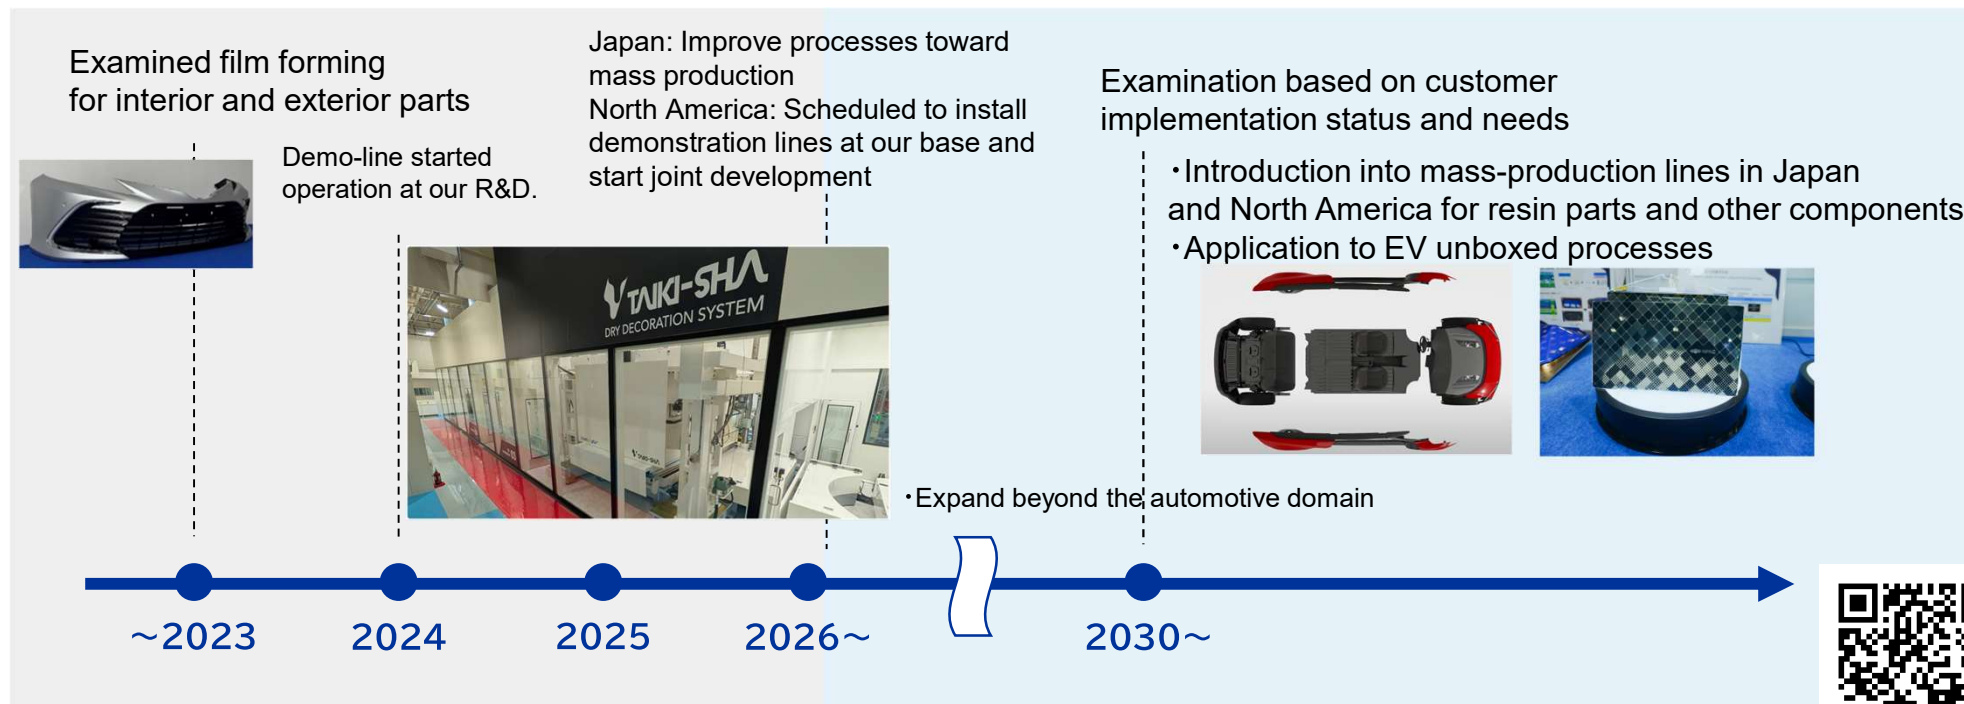 Examined film forming
for interior and exterior parts
Demo-line started
operation at our R&D.
Japan: Improve processes toward
mass production
North America: Scheduled to install
demonstration lines at our base and
start joint development
Examination based on customer
implementation status and needs
・Introduction into mass-production lines in Japan
and North America for resin parts and other components
・Application to EV unboxed processes
TAIKI-SHA
DRY DECORATION SYSTEM
TAIKI-SHA
・Expand beyond the automotive domain
~2023
2024
2025
2026~
2030~